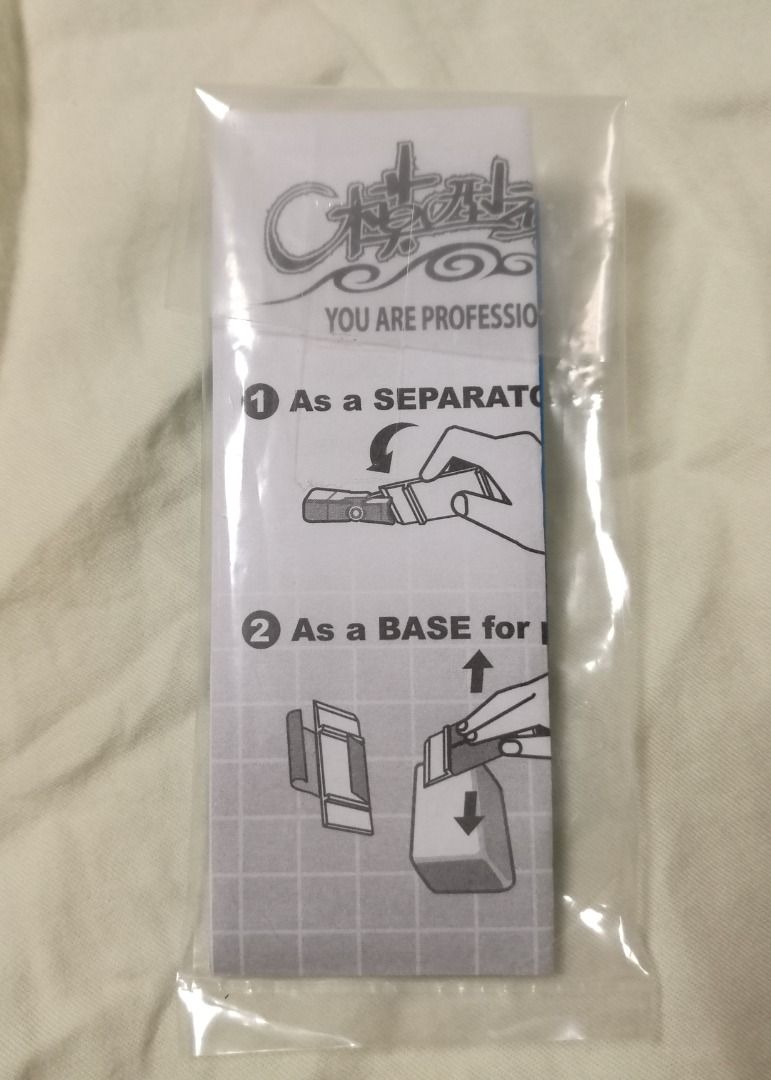 模型
YOU ARE PROFESSIO
1 As a SEPARATO
2 As a BASE for